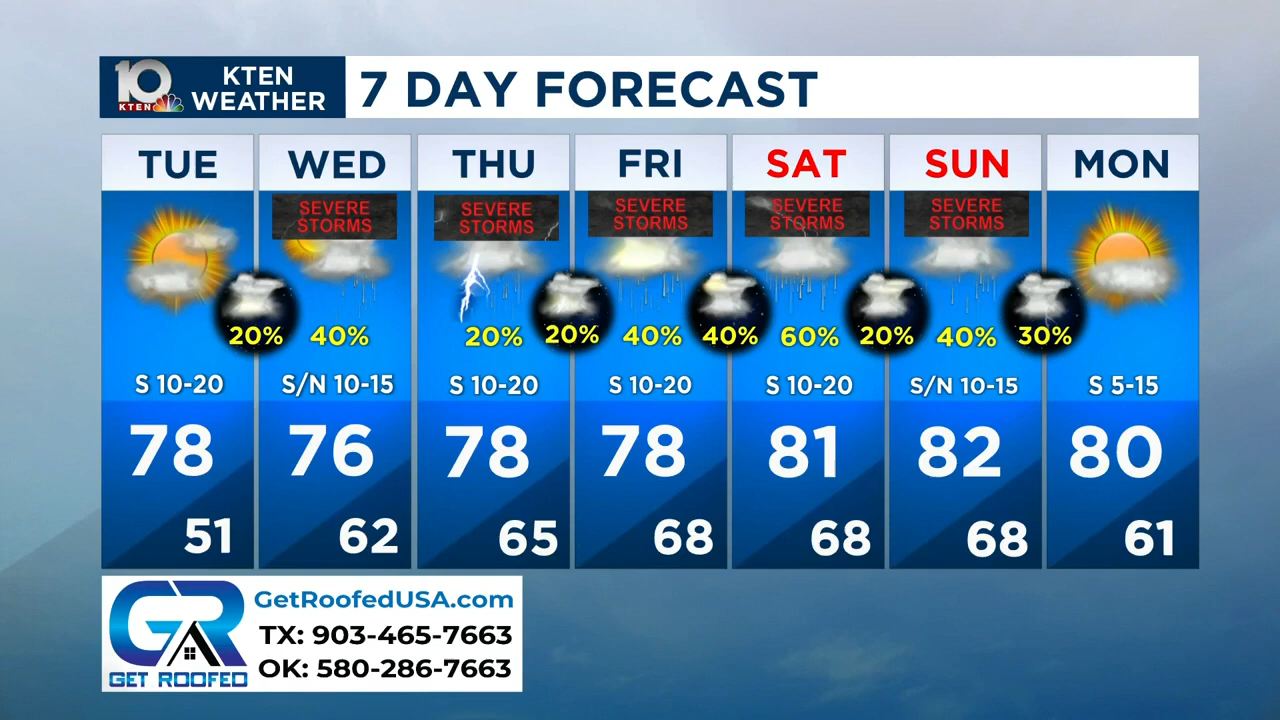 10
KTEN
KTEN
WEATHER
7 DAY FORECAST
TUE
WED
THU
FRI
SAT
SUN
MON
SEVERE
STORMS
SEVERE
STORMS
SEVERE
STORMS
SEVERE
STORMS
SEVERE
STORMS
20%
40%
20%
20%
40%
40%
60%
20%
40%
30%
S 10-20
S/N 10-15
S 10-20
S 10-20
S 10-20
S/N 10-15
S 5-15
78
76
78
78
81
82
80
51
62
65
68
68
68
61
GR
GET ROOFED
GetRoofedUSA.com
TX: 903-465-7663
OK: 580-286-7663